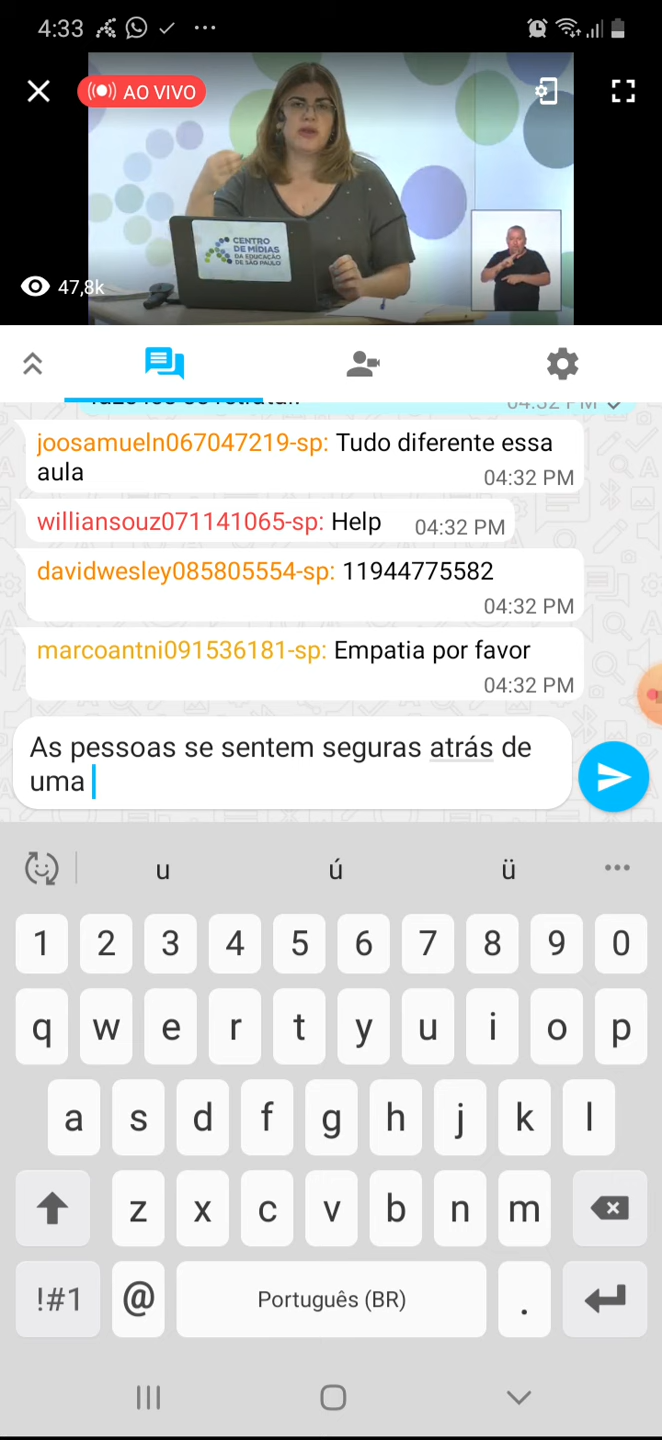 4:33
AO VIVO
CENTRO
DE MÍDIAS
DA EDUCAÇÃO
DE SÃO PAULO
47,8k
04:32 PM
joosamueln067047219-sp: Tudo diferente essa
aula
04:32 PM
williansouz071141065-sp: Help 04:32 PM
davidwesley085805554-sp: 11944775582
04:32 PM
marcoantni091536181-sp: Empatia por favor
04:32 PM
As pessoas se sentem seguras atrás de
uma
u ú ü
1 2 3 4 5 6 7 8 9 0
q w e r t y u i o p
a s d f g h j k l
z x c v b n m
!#1 @ Português (BR) .